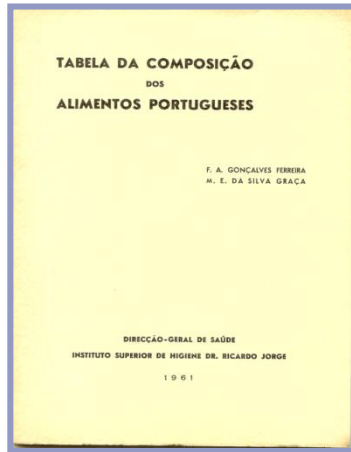 TABELA DA COMPOSIÇÃO
DOS
ALIMENTOS PORTUGUESES
F. A. GONÇALVES FERREIRA
M. E. DA SILVA GRAÇA
DIRECÇÃO-GERAL DE SAÚDE
INSTITUTO SUPERIOR DE HIGIENE DR. RICARDO JORGE
1961